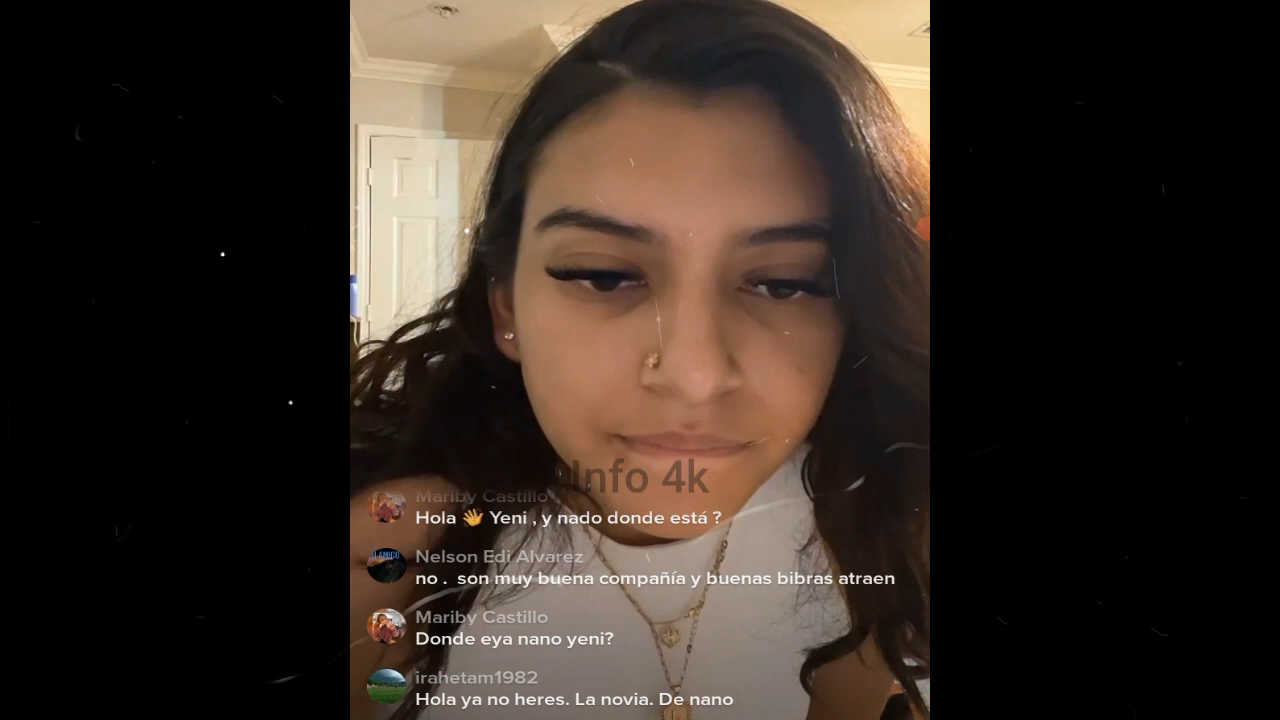 Info 4k
Mariby Castillo
Hola 👋 Yeni , y nado donde está ?
Nelson Edi Alvarez
no .  son muy buena compañía y buenas bibras atraen
Mariby Castillo
Donde eya nano yeni?
irahetam1982
Hola ya no heres. La novia. De nano